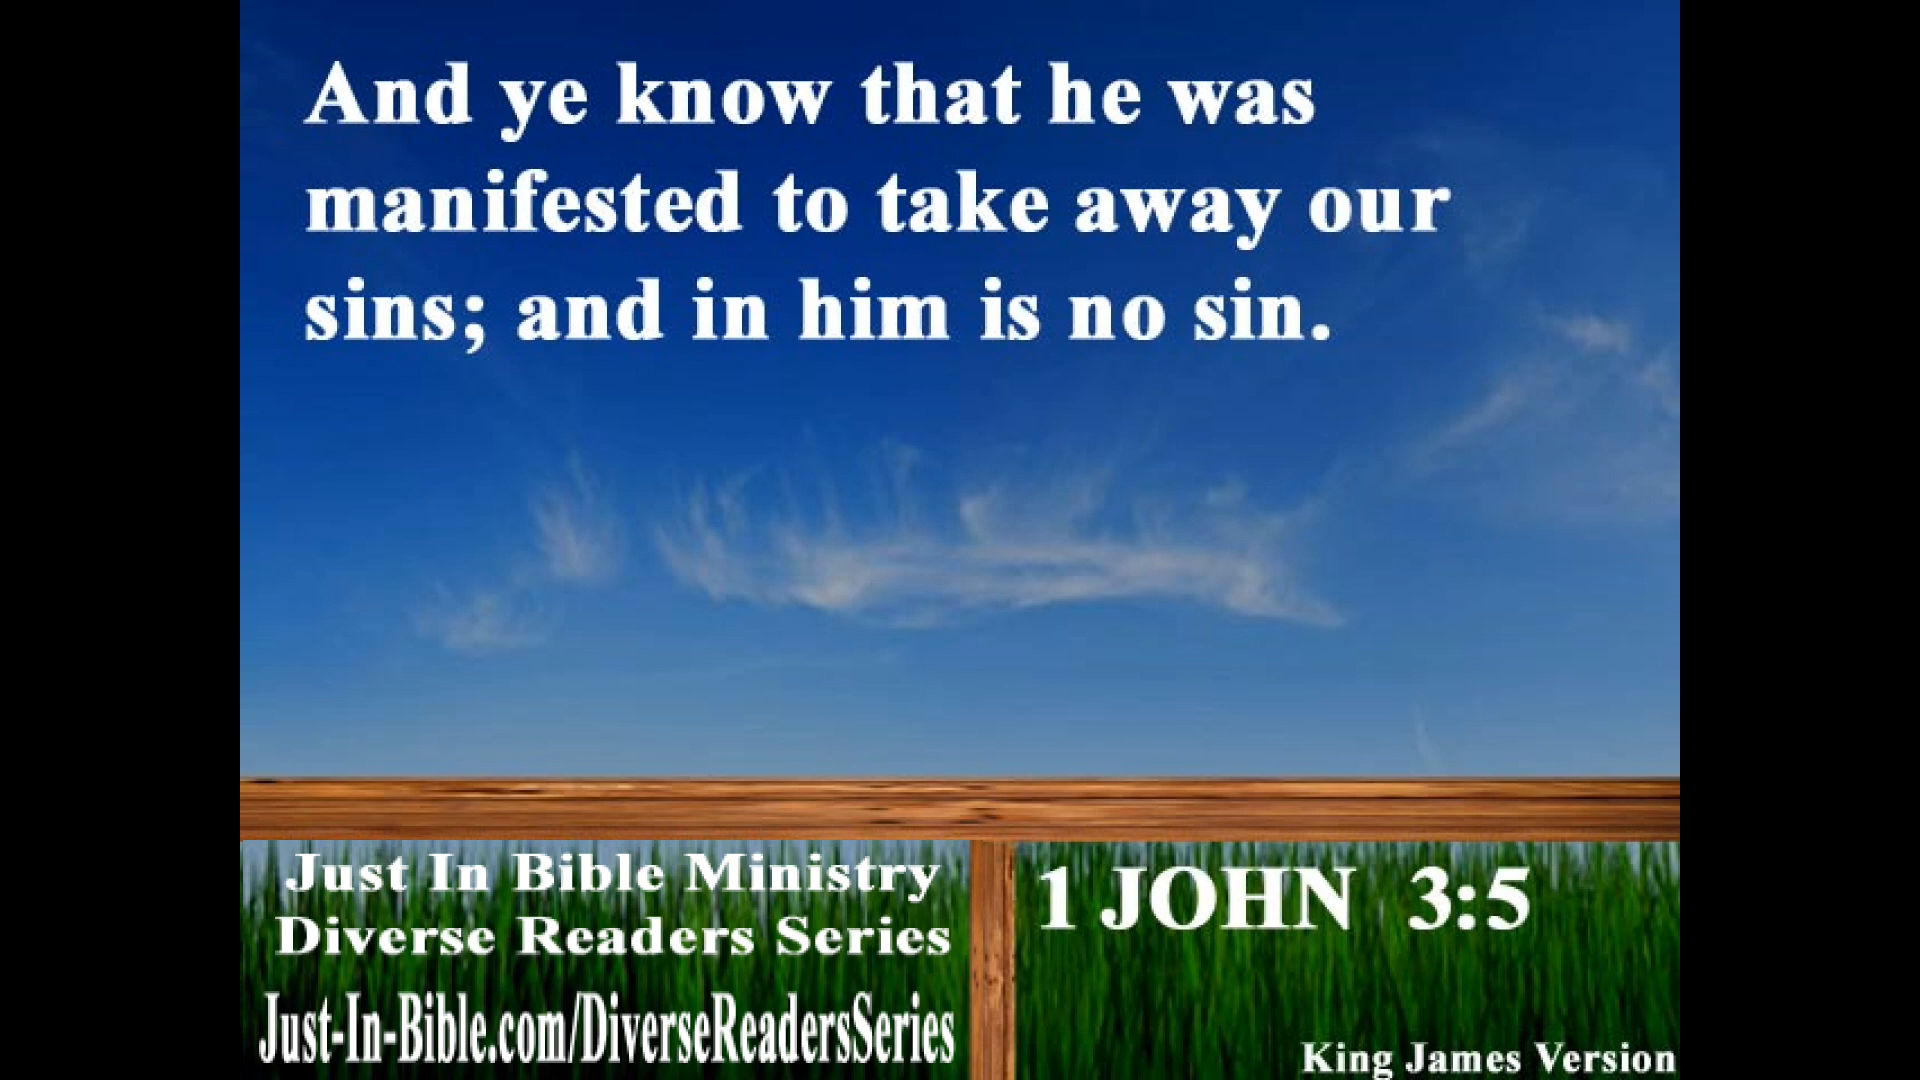 And ye know that he was
manifested to take away our
sins; and in him is no sin.
Just In Bible Ministry
Diverse Readers Series
Just-In-Bible.com/DiverseReadersSeries
1 JOHN 3:5
King James Version